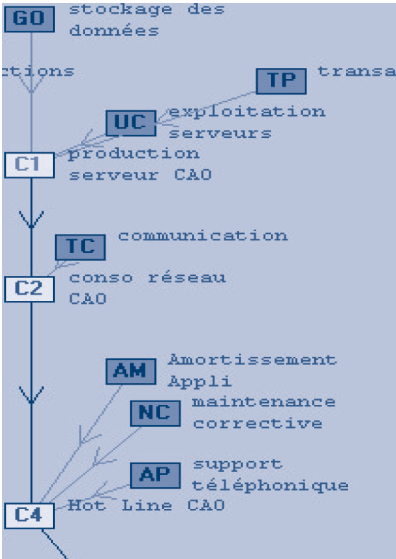 GO stockage des
données
ctions
TP transa
UC exploitation
serveurs
C1 production
serveur CAO
TC communication
C2 conso réseau
CAO
AM Amortissement
Appli
NC maintenance
corrective
AP support
téléphonique
C4 Hot Line CAO